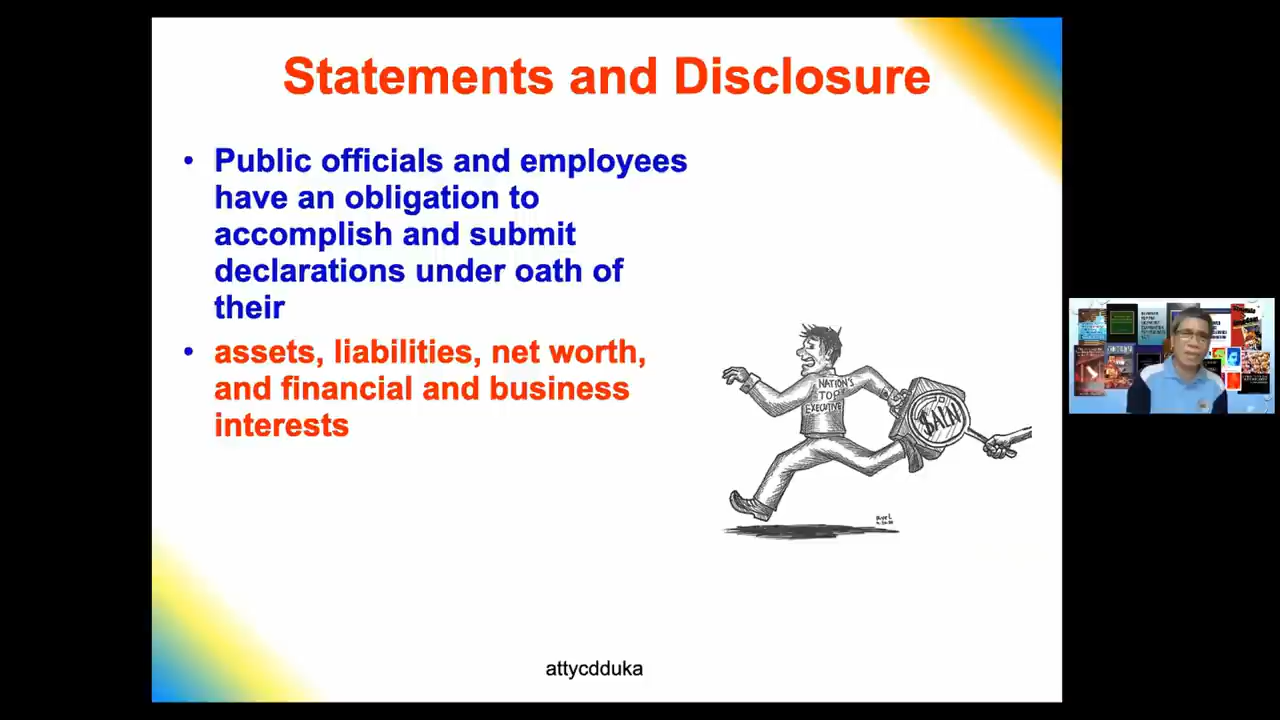 Statements and Disclosure
• Public officials and employees
have an obligation to
accomplish and submit
declarations under oath of
their
• assets, liabilities, net worth,
and financial and business
interests
NATION'S
TOP
EXECUTIVE
$ALN
attycdduka